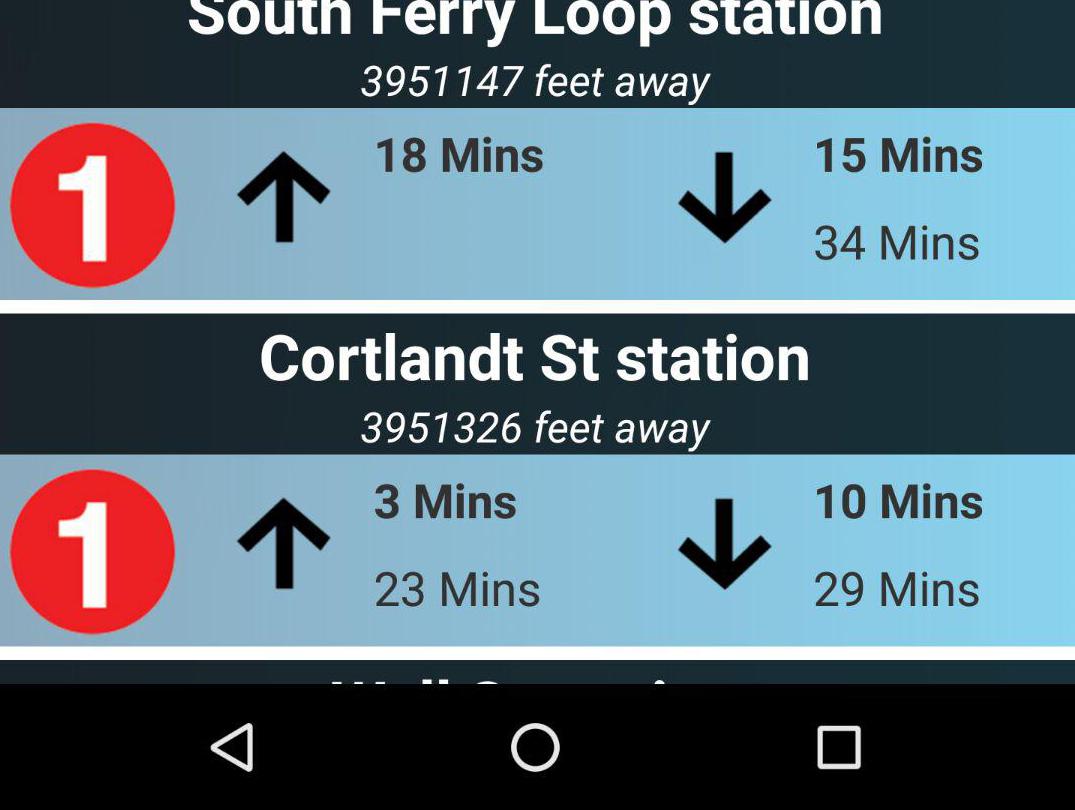 South Ferry Loop station
3951147 feet away
1 18 Mins 15 Mins
34 Mins
Cortlandt St station
3951326 feet away
1 3 Mins 10 Mins
23 Mins 29 Mins